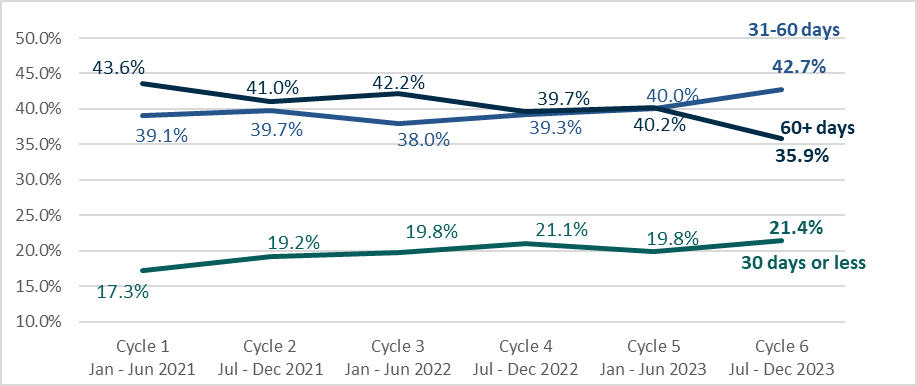 50.0%
45.0%
40.0%
35.0%
30.0%
25.0%
20.0%
15.0%
10.0%
31-60 days
42.7%
43.6%
41.0%
42.2%
39.7%
40.0%
39.1%
39.7%
38.0%
39.3%
40.2%
60+ days
35.9%
17.3%
19.2%
19.8%
21.1%
19.8%
21.4%
30 days or less
Cycle 1
Jan - Jun 2021
Cycle 2
Jul - Dec 2021
Cycle 3
Jan - Jun 2022
Cycle 4
Jul - Dec 2022
Cycle 5
Jan - Jun 2023
Cycle 6
Jul - Dec 2023